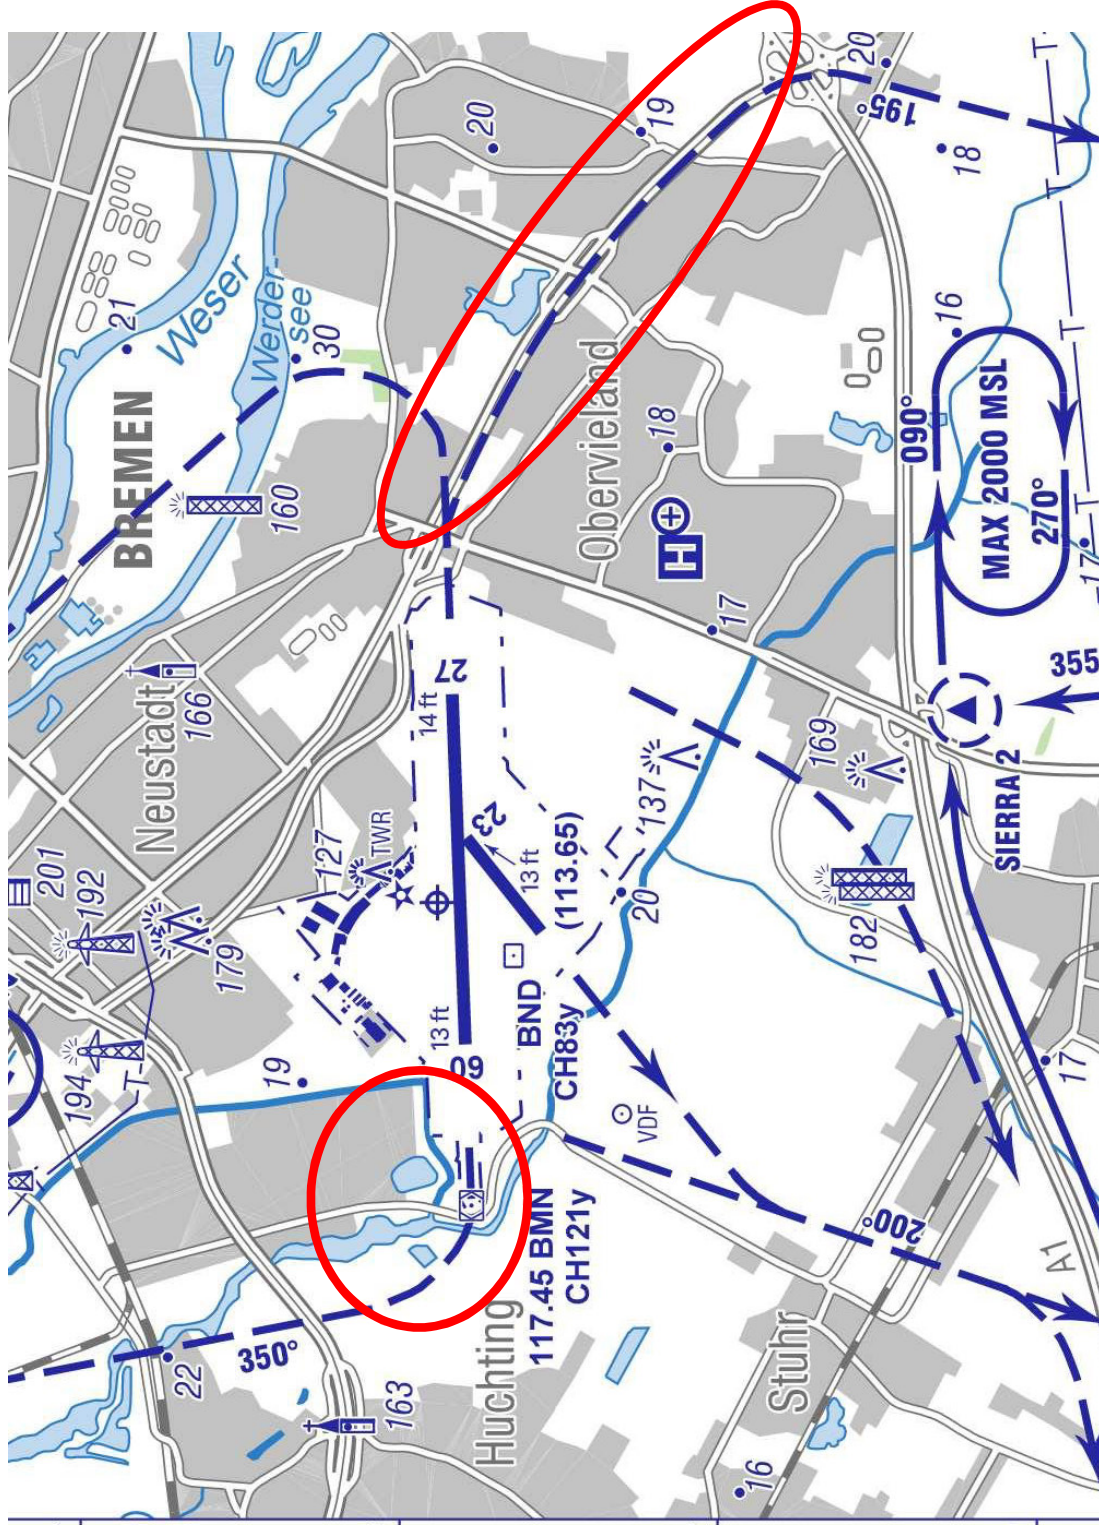 20
195°
19
20
18
21
Weser
Werder-
see
30
16
BREMEN
160
Obervieland
18
090°
MAX 2000 MSL
270°
17
H
17
Neustadt
166
27
14 ft
355
SIERRA 2
169
137
201
192
127
TWR
23
13 ft
(113.65)
20
182
179
194
19
13 ft
09
BND
CH83y
VDF
17
117.45 BMN
CH121y
200°
A1
350°
22
163
Huchting
Stuhr
16
T
T
T
T
T